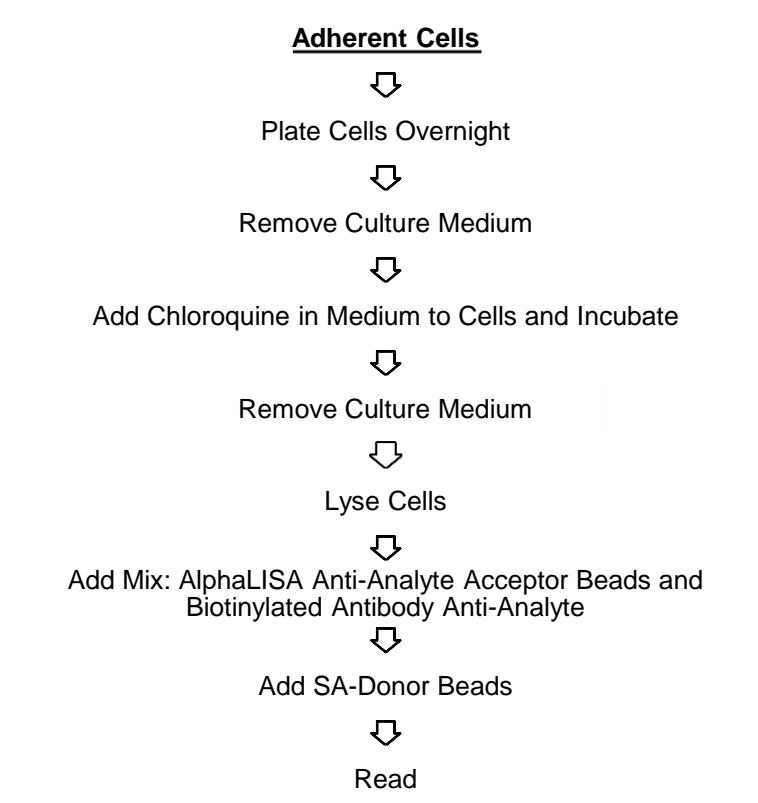 Adherent Cells
Plate Cells Overnight
Remove Culture Medium
Add Chloroquine in Medium to Cells and Incubate
Remove Culture Medium
Lyse Cells
Add Mix: AlphaLISA Anti-Analyte Acceptor Beads and
Biotinylated Antibody Anti-Analyte
Add SA-Donor Beads
Read